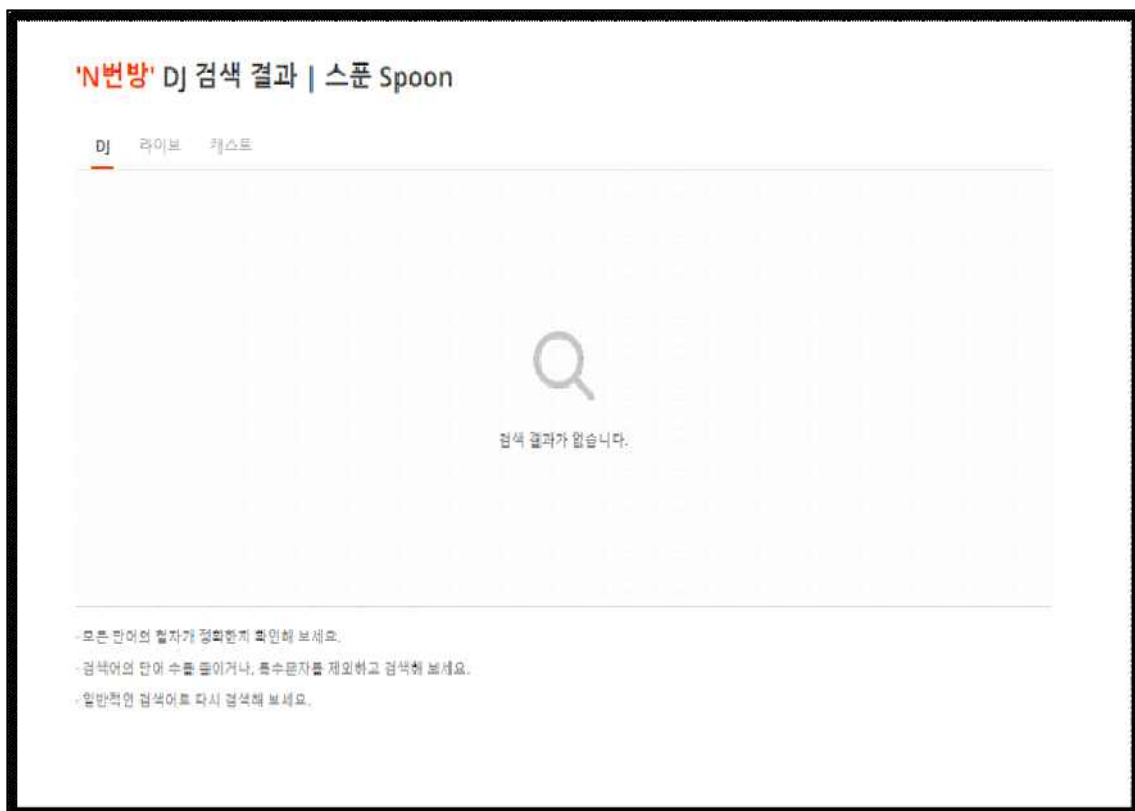 'N번방' DJ 검색 결과 | 스푼 Spoon
DJ 라이브 캐스트
검색 결과가 없습니다.
- 모든 단어의 철자가 정확한지 확인해 보세요.
- 검색어의 단어 수를 줄이거나, 특수문자를 제외하고 검색해 보세요.
- 일반적인 검색어로 다시 검색해 보세요.